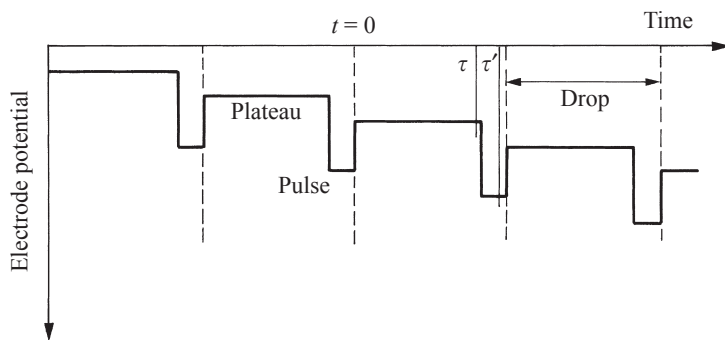 t = 0
Time
τ
τ′
Drop
Plateau
Pulse
Electrode potential